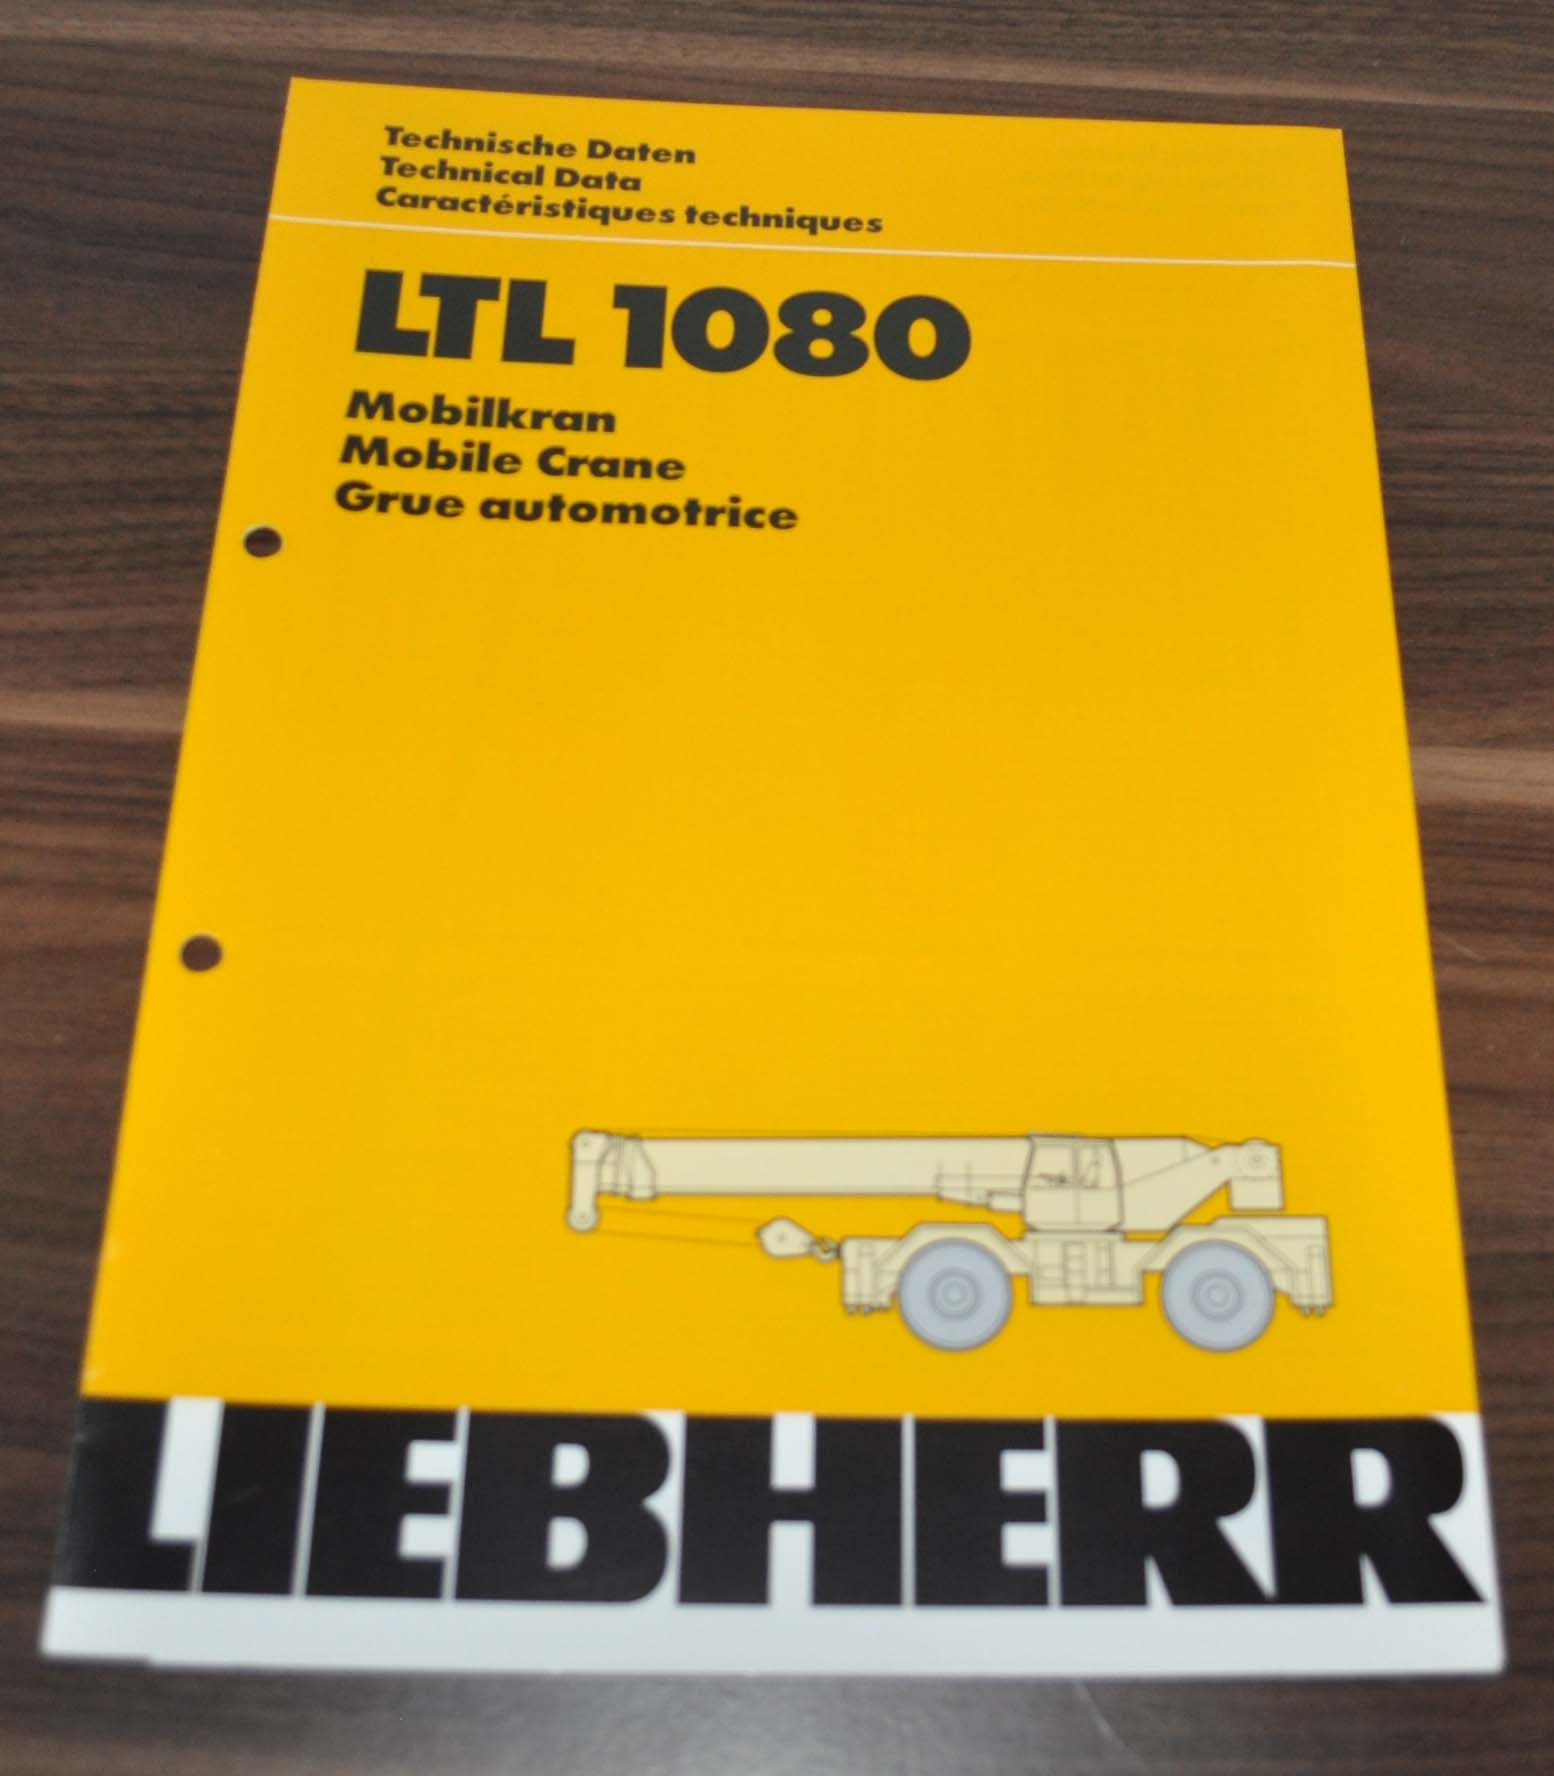 Technische Daten
Technical Data
Caractéristiques techniques
LTL 1080
Mobilkran
Mobile Crane
Grue automotrice
LIEBHERR